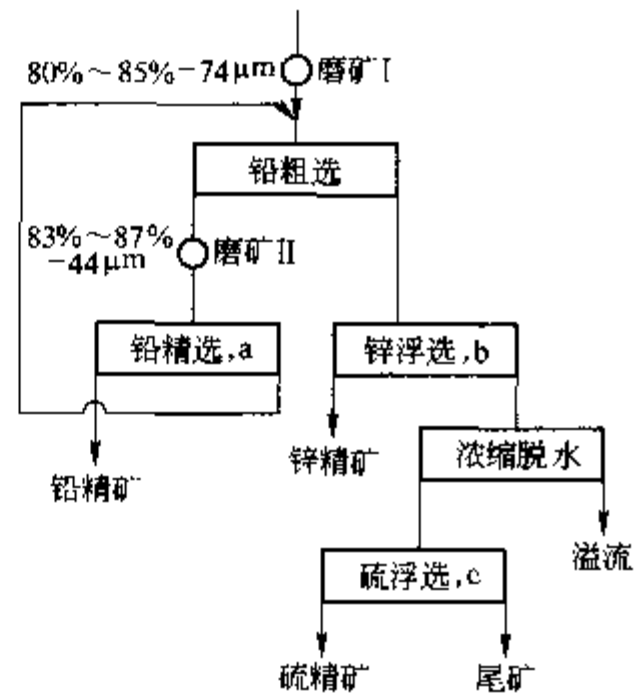 80%~85%-74μm
磨矿Ⅰ
铅粗选
83%~87%
-44μm
磨矿Ⅱ
铅精选,a
锌浮选,b
铅精矿
锌精矿
浓缩脱水
溢流
硫浮选,c
硫精矿
尾矿